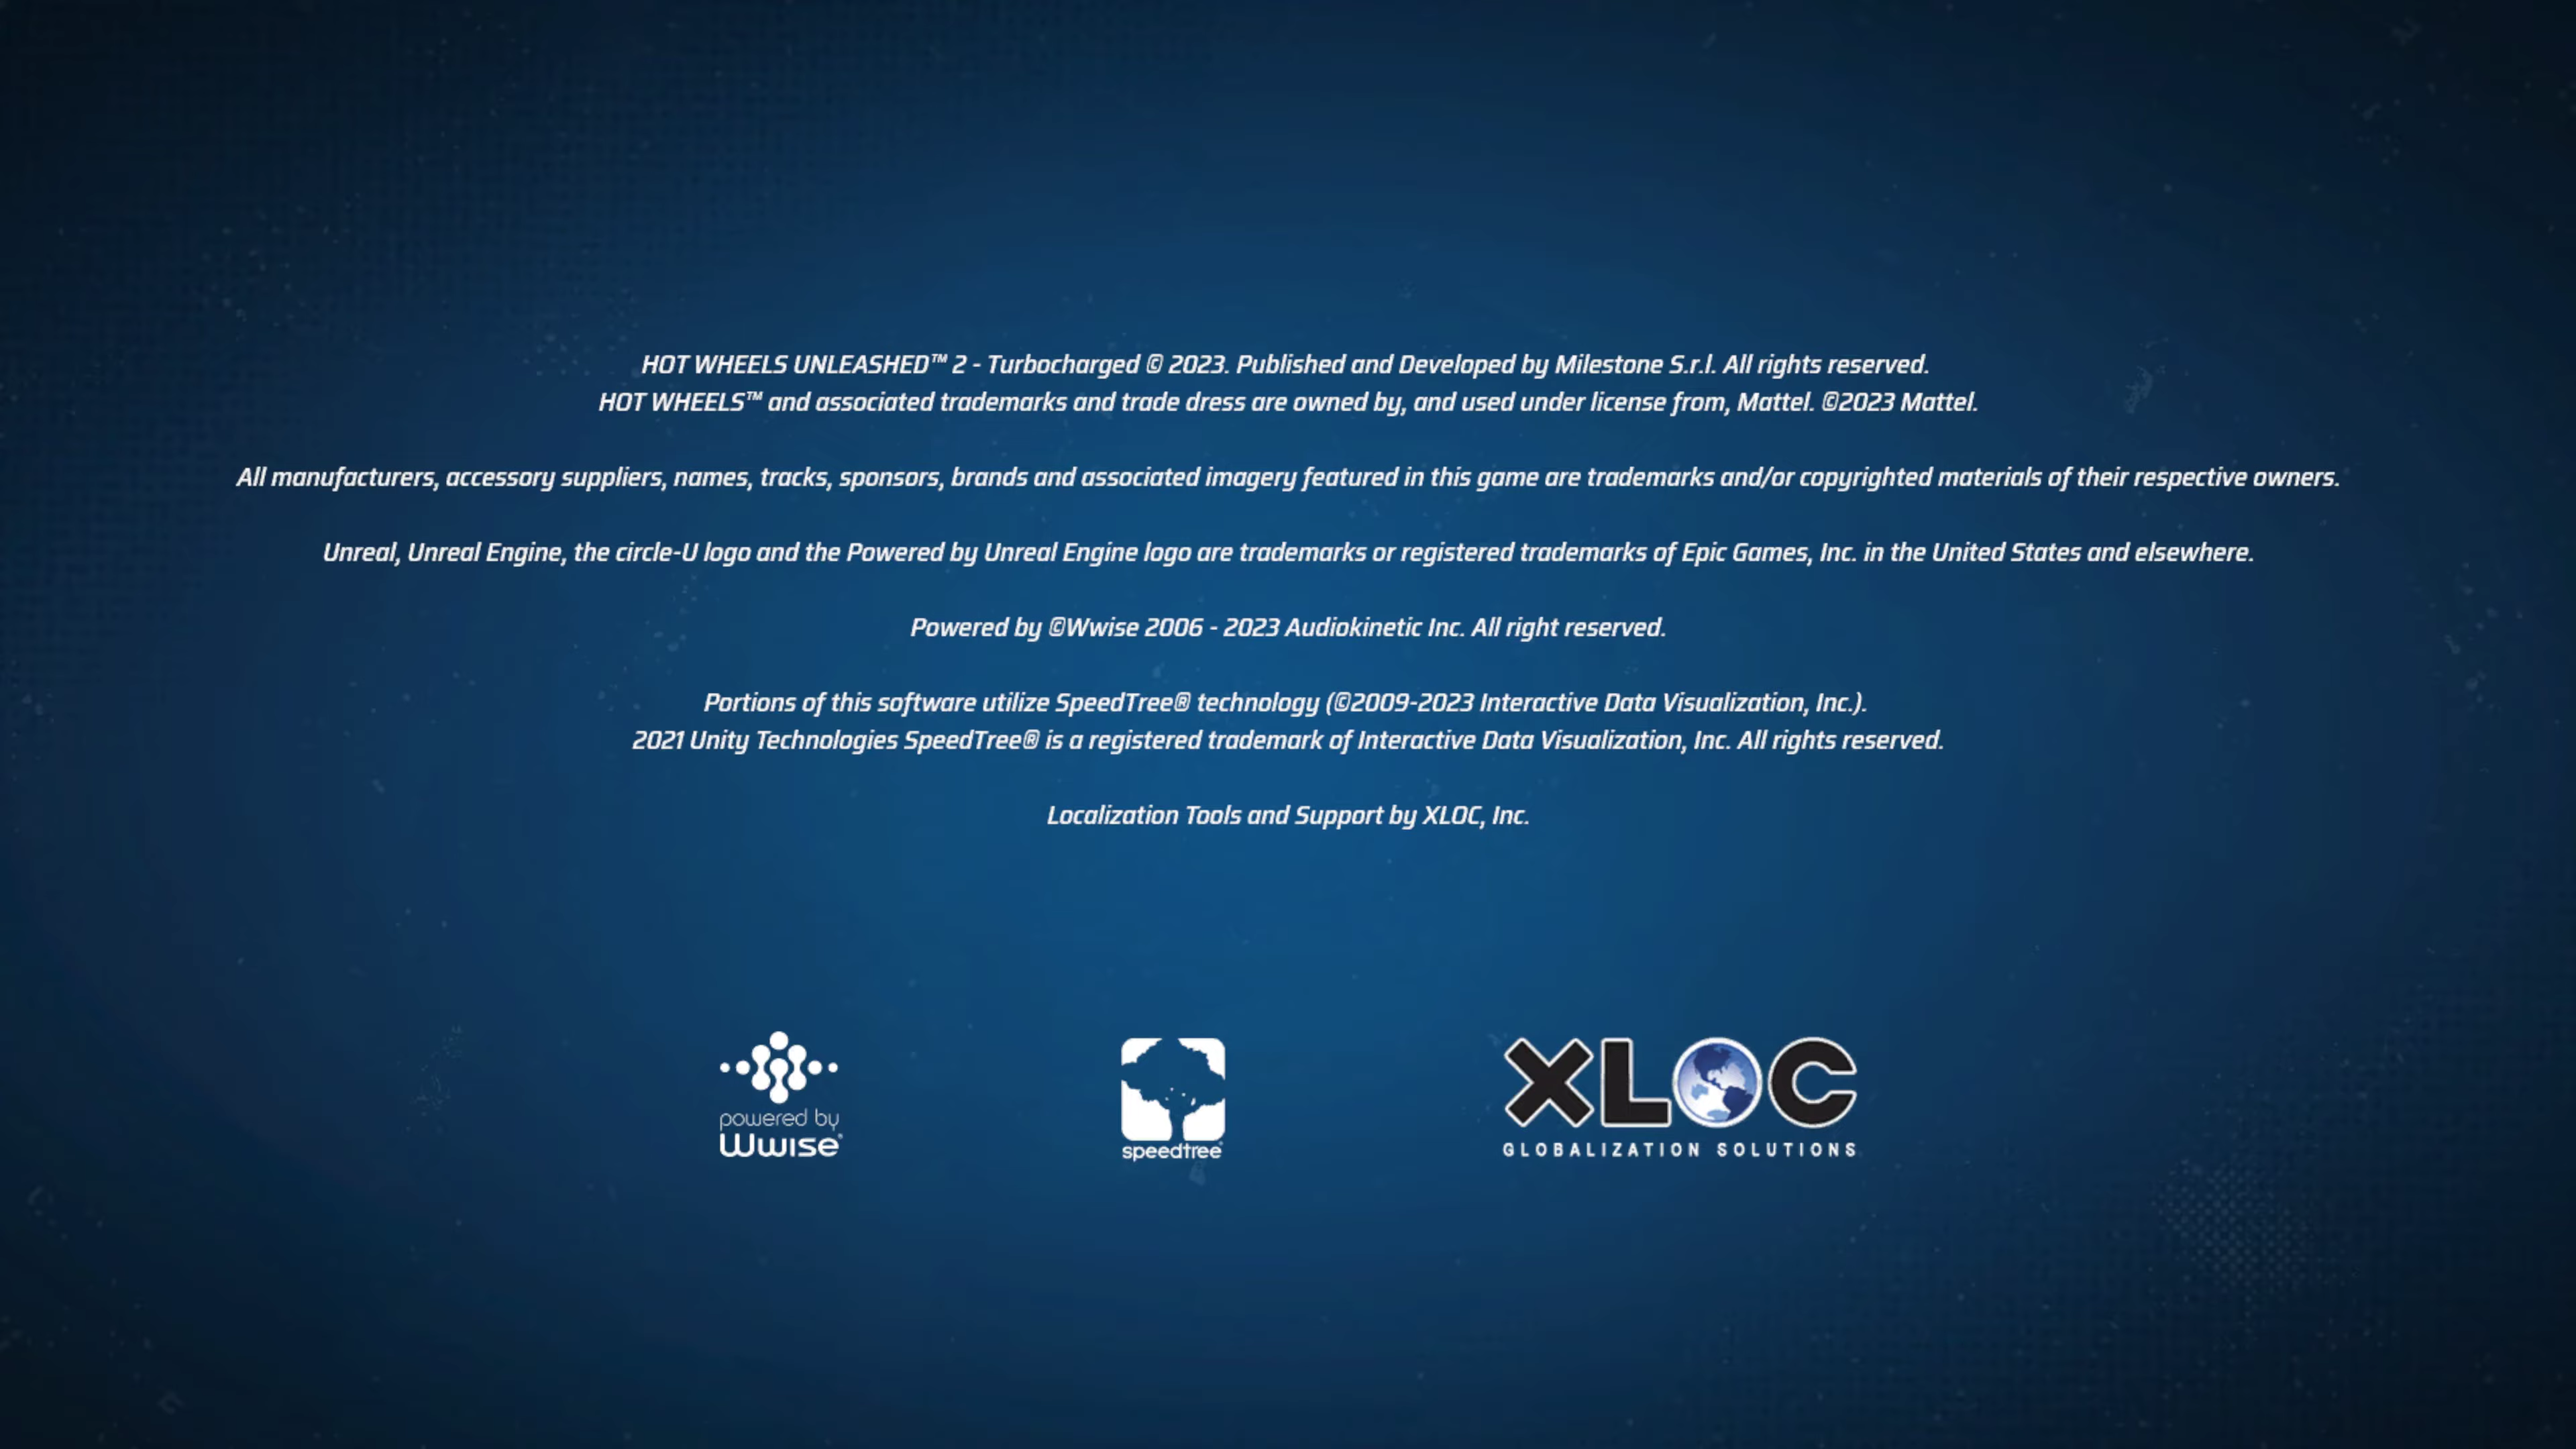 HOT WHEELS UNLEASHED™ 2 - Turbocharged © 2023. Published and Developed by Milestone S.r.l. All rights reserved.
HOT WHEELS™ and associated trademarks and trade dress are owned by, and used under license from, Mattel. ©2023 Mattel.
All manufacturers, accessory suppliers, names, tracks, sponsors, brands and associated imagery featured in this game are trademarks and/or copyrighted materials of their respective owners.
Unreal, Unreal Engine, the circle-U logo and the Powered by Unreal Engine logo are trademarks or registered trademarks of Epic Games, Inc. in the United States and elsewhere.
Powered by ©Wwise 2006 - 2023 Audiokinetic Inc. All right reserved.
Portions of this software utilize SpeedTree® technology (©2009-2023 Interactive Data Visualization, Inc.).
2021 Unity Technologies SpeedTree® is a registered trademark of Interactive Data Visualization, Inc. All rights reserved.
Localization Tools and Support by XLOC, Inc.
powered by
Wwise®
speedtree®
XLOC
GLOBALIZATION SOLUTIONS